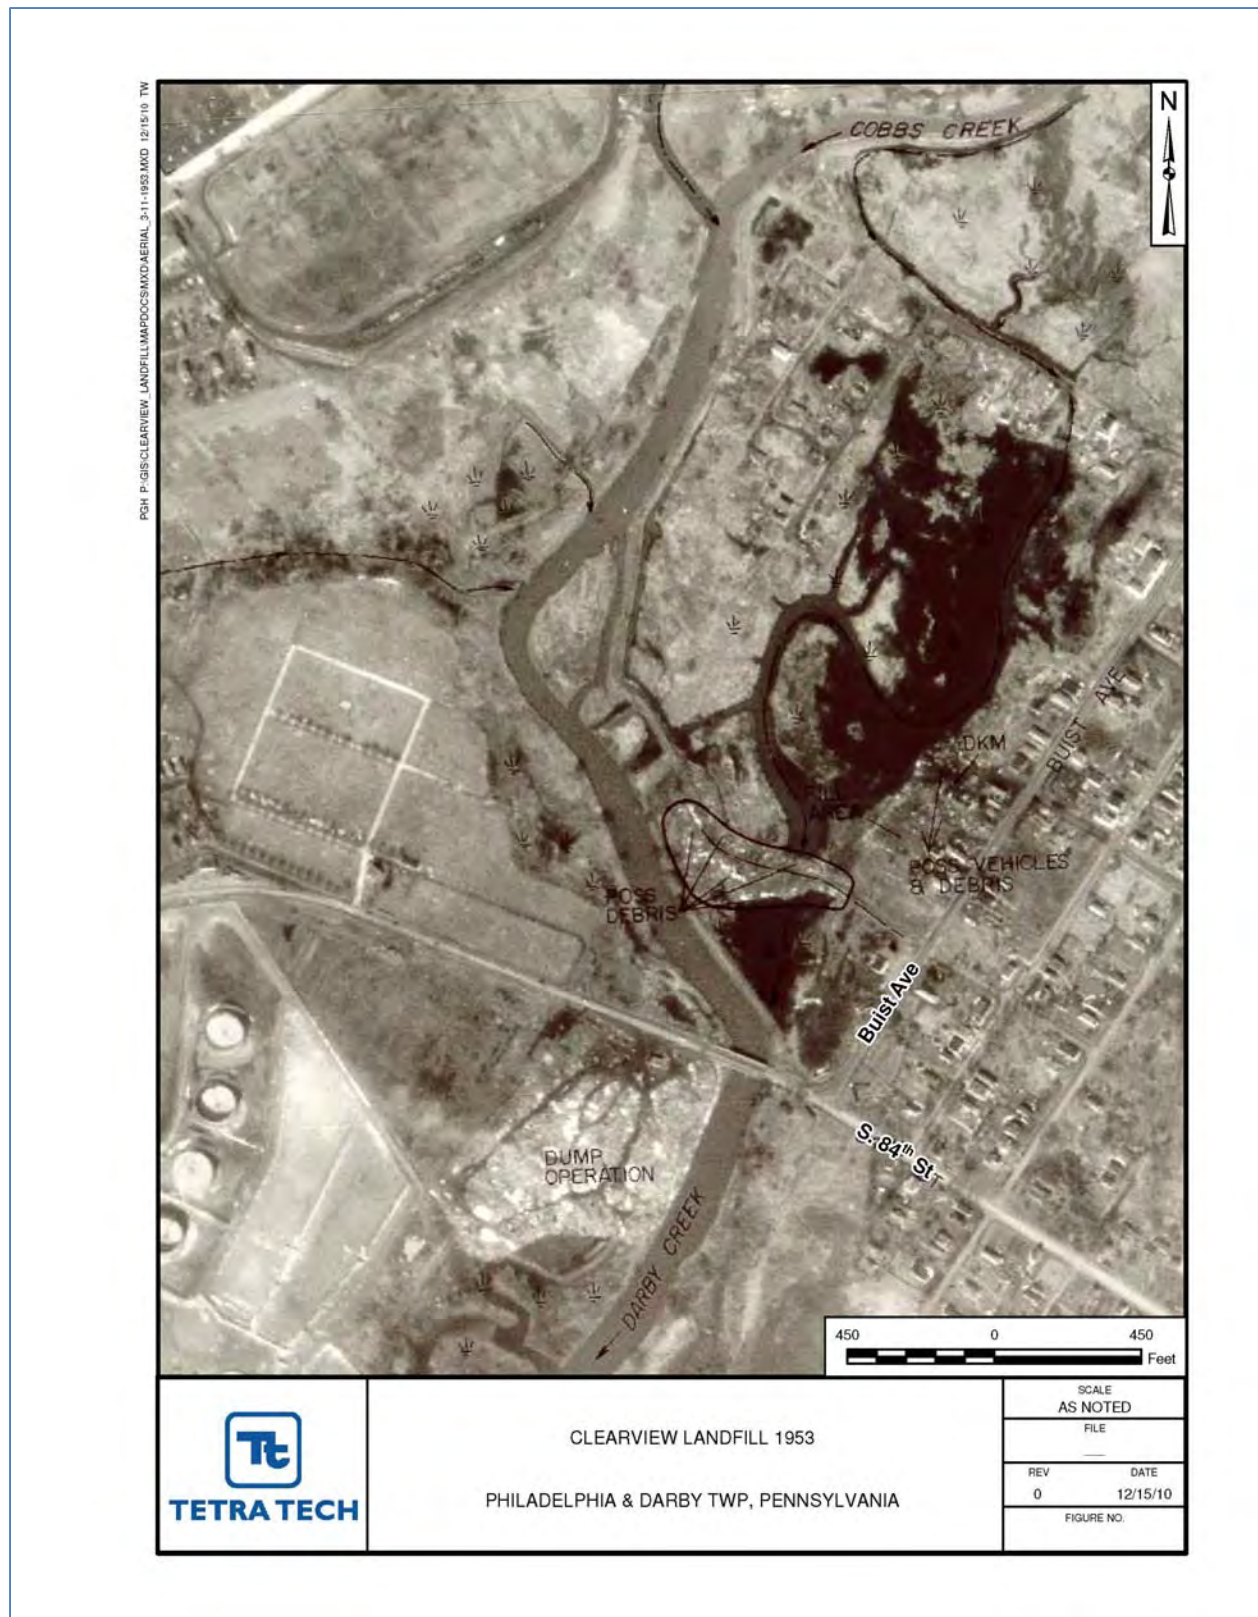 PGH P:\GIS\CLEARVIEW_LANDFILL\MAPDOCS\MXD\AERIAL_3-11-1953.MXD 12/15/10 TW
N
COBBS CREEK
BUIST AVE
DKM
FILL
AREA
POSS VEHICLES
& DEBRIS
POSS
DEBRIS
Buist Ave
S. 84th St
DUMP
OPERATION
DARBY CREEK
450 0 450
Feet
Tt
TETRA TECH
CLEARVIEW LANDFILL 1953
PHILADELPHIA & DARBY TWP, PENNSYLVANIA
SCALE
AS NOTED
FILE
___
REV DATE
0 12/15/10
FIGURE NO.